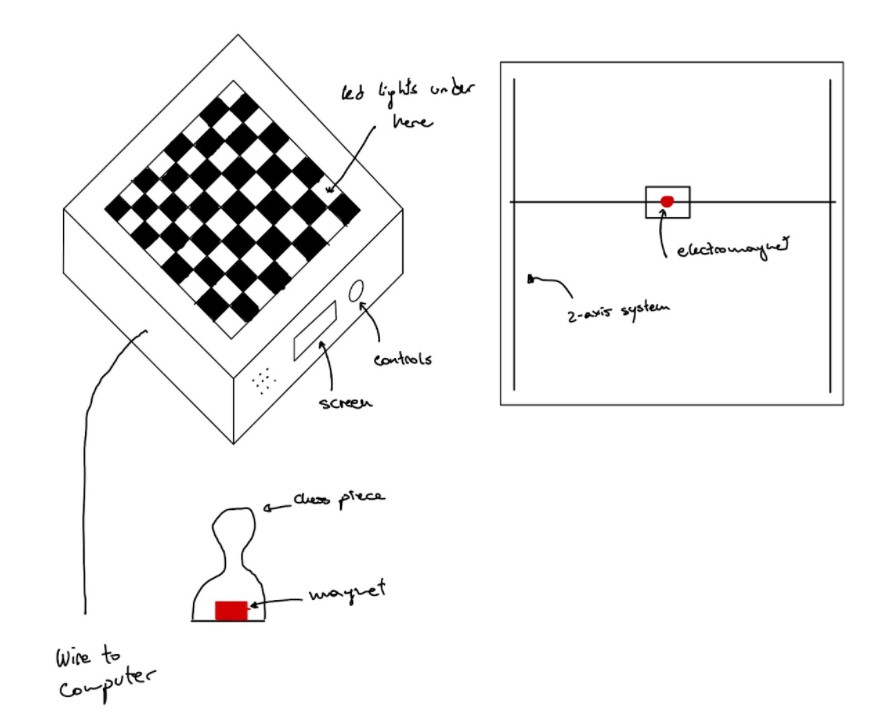 led lights under
here
electromagnet
2-axis system
controls
screen
chess piece
magnet
Wire to
Computer